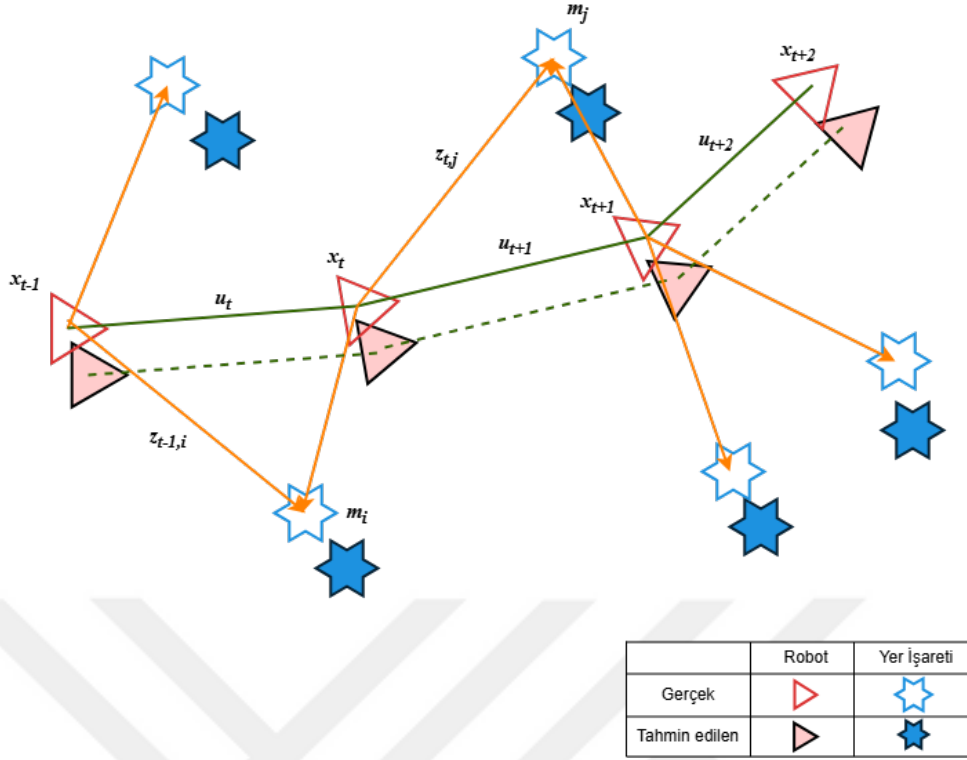 m_j
x_{t+2}
z_{t,j}
u_{t+2}
x_{t+1}
u_{t+1}
x_t
x_{t-1}
u_t
z_{t-1,i}
m_i
Robot Yer İşareti
Gerçek
Tahmin edilen